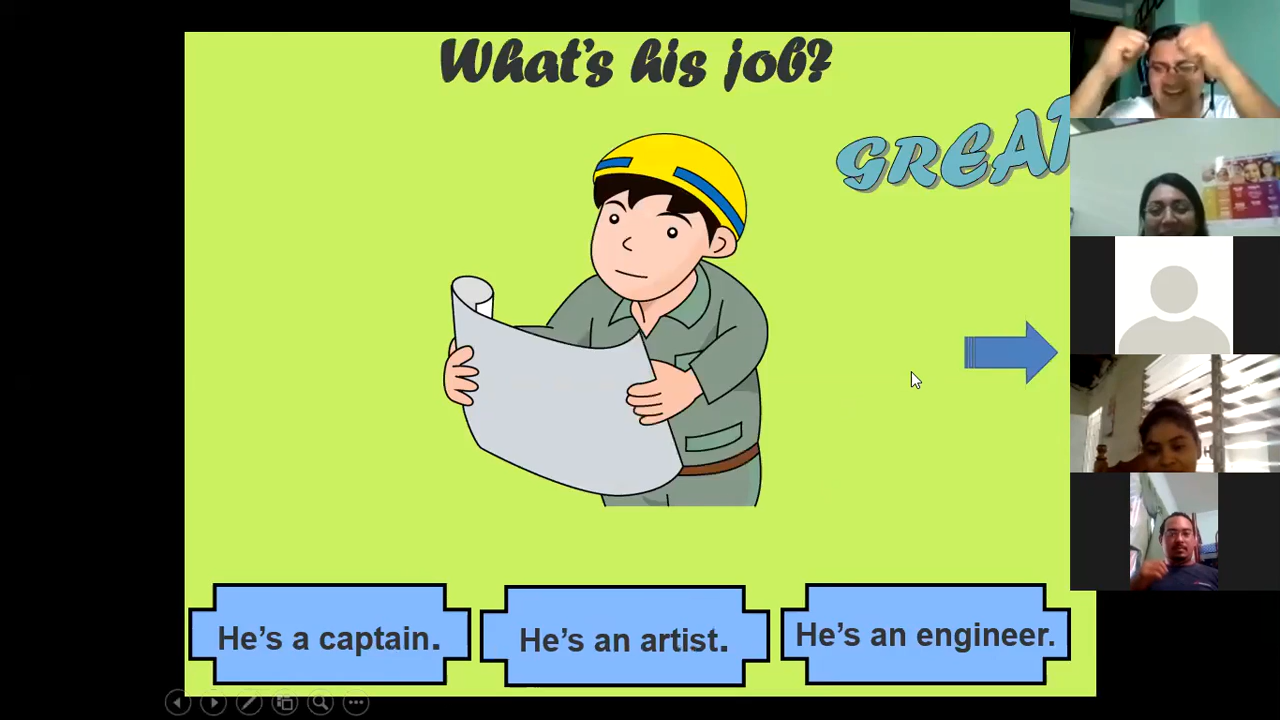 What's his job?
GREAT
He's a captain.
He's an artist.
He's an engineer.